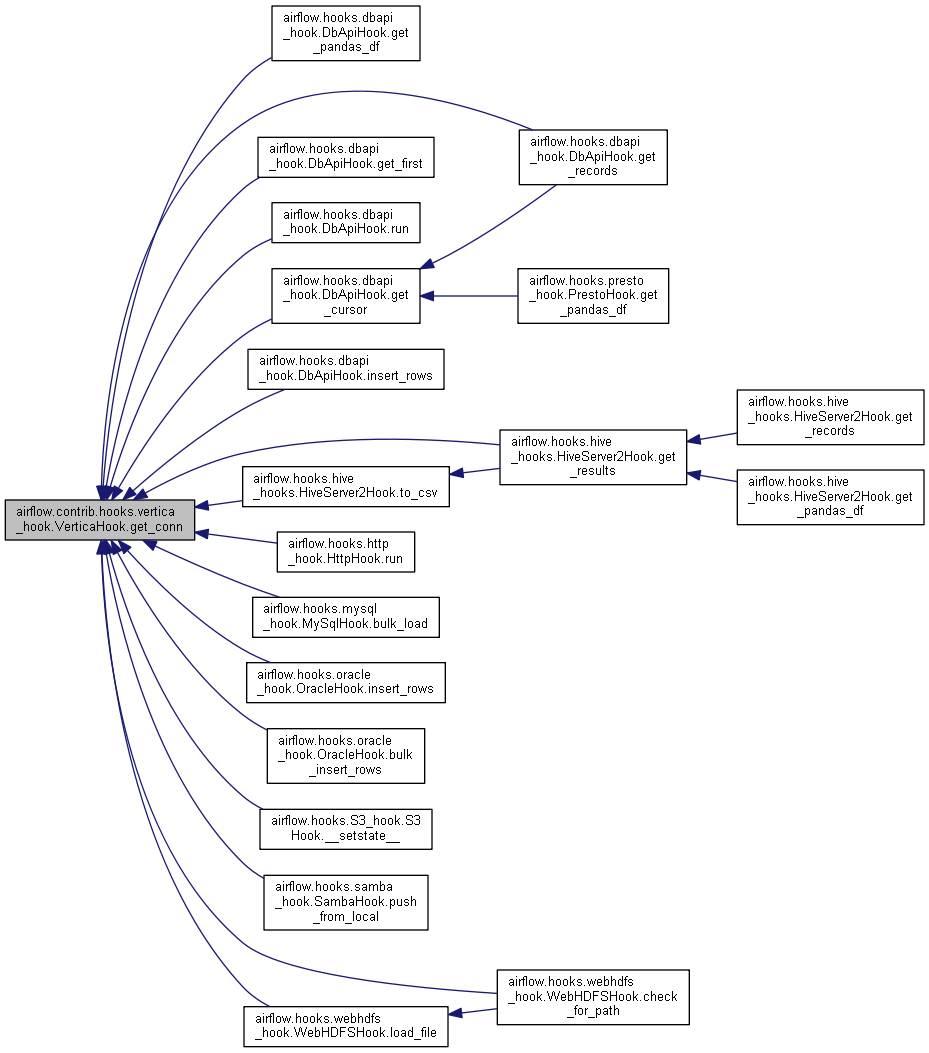 airflow.hooks.dbapi
_hook.DbApiHook.get
_pandas_df
airflow.hooks.dbapi
_hook.DbApiHook.get
_records
airflow.hooks.dbapi
_hook.DbApiHook.get_first
airflow.hooks.dbapi
_hook.DbApiHook.run
airflow.hooks.dbapi
_hook.DbApiHook.get
_cursor
airflow.hooks.presto
_hook.PrestoHook.get
_pandas_df
airflow.hooks.dbapi
_hook.DbApiHook.insert_rows
airflow.hooks.hive
_hooks.HiveServer2Hook.get
_records
airflow.hooks.hive
_hooks.HiveServer2Hook.get
_results
airflow.hooks.hive
_hooks.HiveServer2Hook.to_csv
airflow.hooks.hive
_hooks.HiveServer2Hook.get
_pandas_df
airflow.contrib.hooks.vertica
_hook.VerticaHook.get_conn
airflow.hooks.http
_hook.HttpHook.run
airflow.hooks.mysql
_hook.MySqlHook.bulk_load
airflow.hooks.oracle
_hook.OracleHook.insert_rows
airflow.hooks.oracle
_hook.OracleHook.bulk
_insert_rows
airflow.hooks.S3_hook.S3
Hook.__setstate__
airflow.hooks.samba
_hook.SambaHook.push
_from_local
airflow.hooks.webhdfs
_hook.WebHDFSHook.check
_for_path
airflow.hooks.webhdfs
_hook.WebHDFSHook.load_file